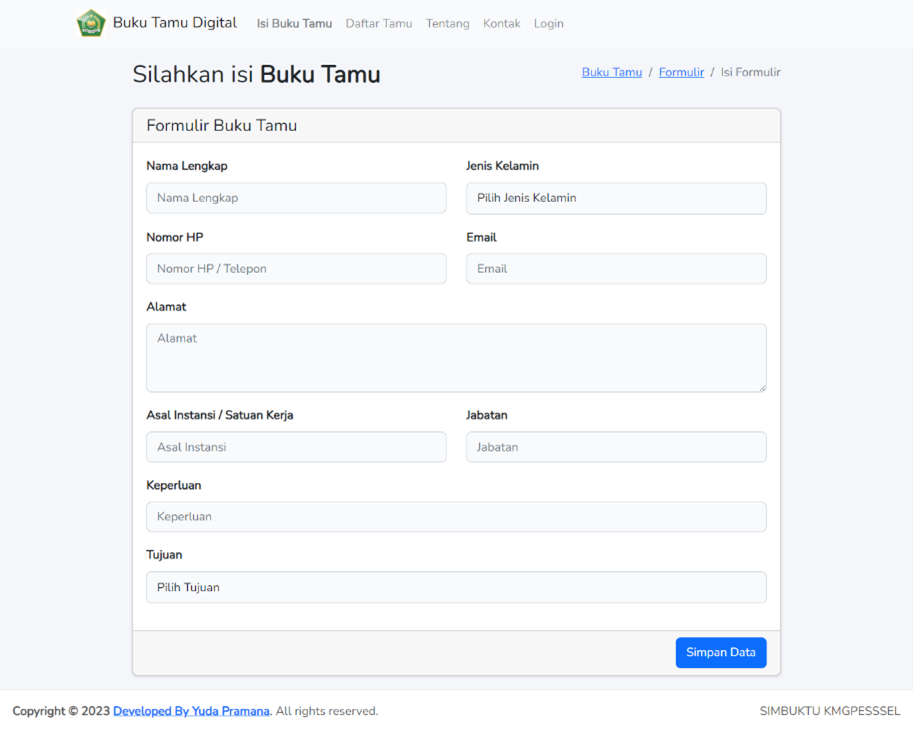 Buku Tamu Digital Isi Buku Tamu Daftar Tamu Tentang Kontak Login
Silahkan isi Buku Tamu
Buku Tamu / Formulir / Isi Formulir
Formulir Buku Tamu
Nama Lengkap Jenis Kelamin
Nama Lengkap Pilih Jenis Kelamin
Nomor HP Email
Nomor HP / Telepon Email
Alamat
Alamat
Asal Instansi / Satuan Kerja Jabatan
Asal Instansi Jabatan
Keperluan
Keperluan
Tujuan
Pilih Tujuan
Simpan Data
Copyright © 2023 Developed By Yuda Pramana. All rights reserved. SIMBUKTU KMGPESSSEL